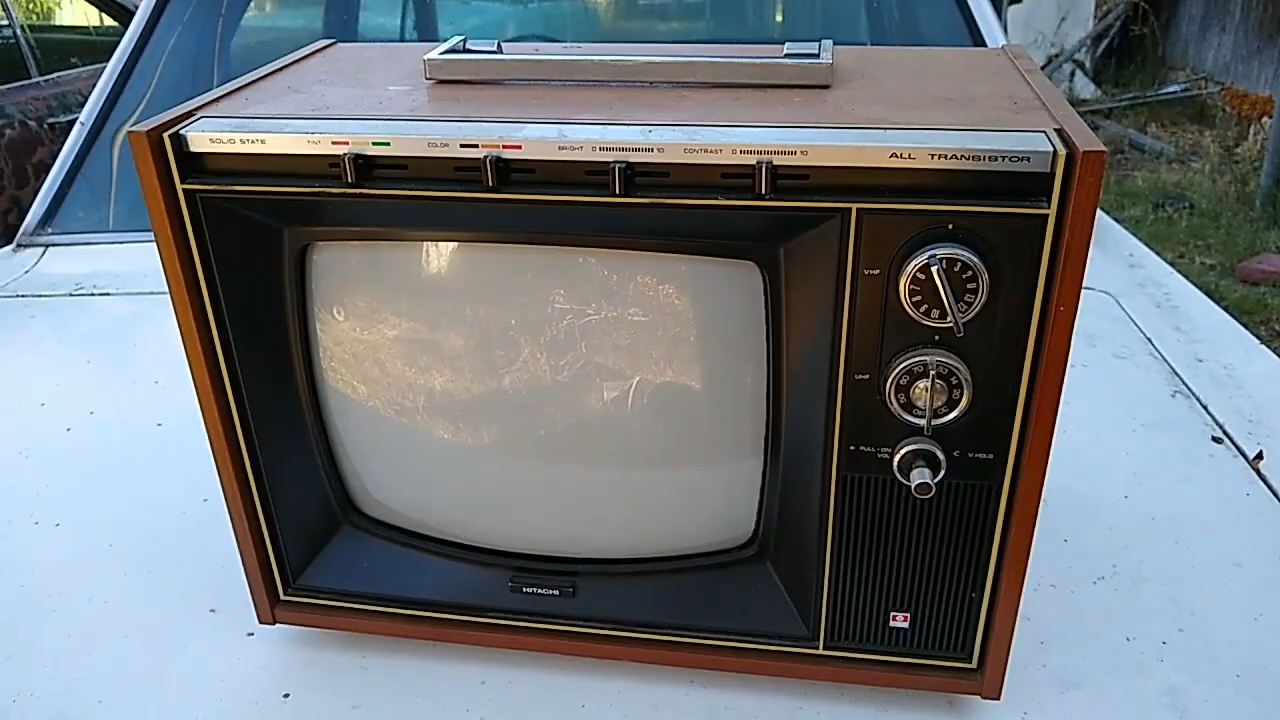 SOLID STATE TINT COLOR BRIGHT 0 10 CONTRAST 0 10 ALL TRANSISTOR
VHF
UHF
PULL-ON VOL V.HOLD
HITACHI